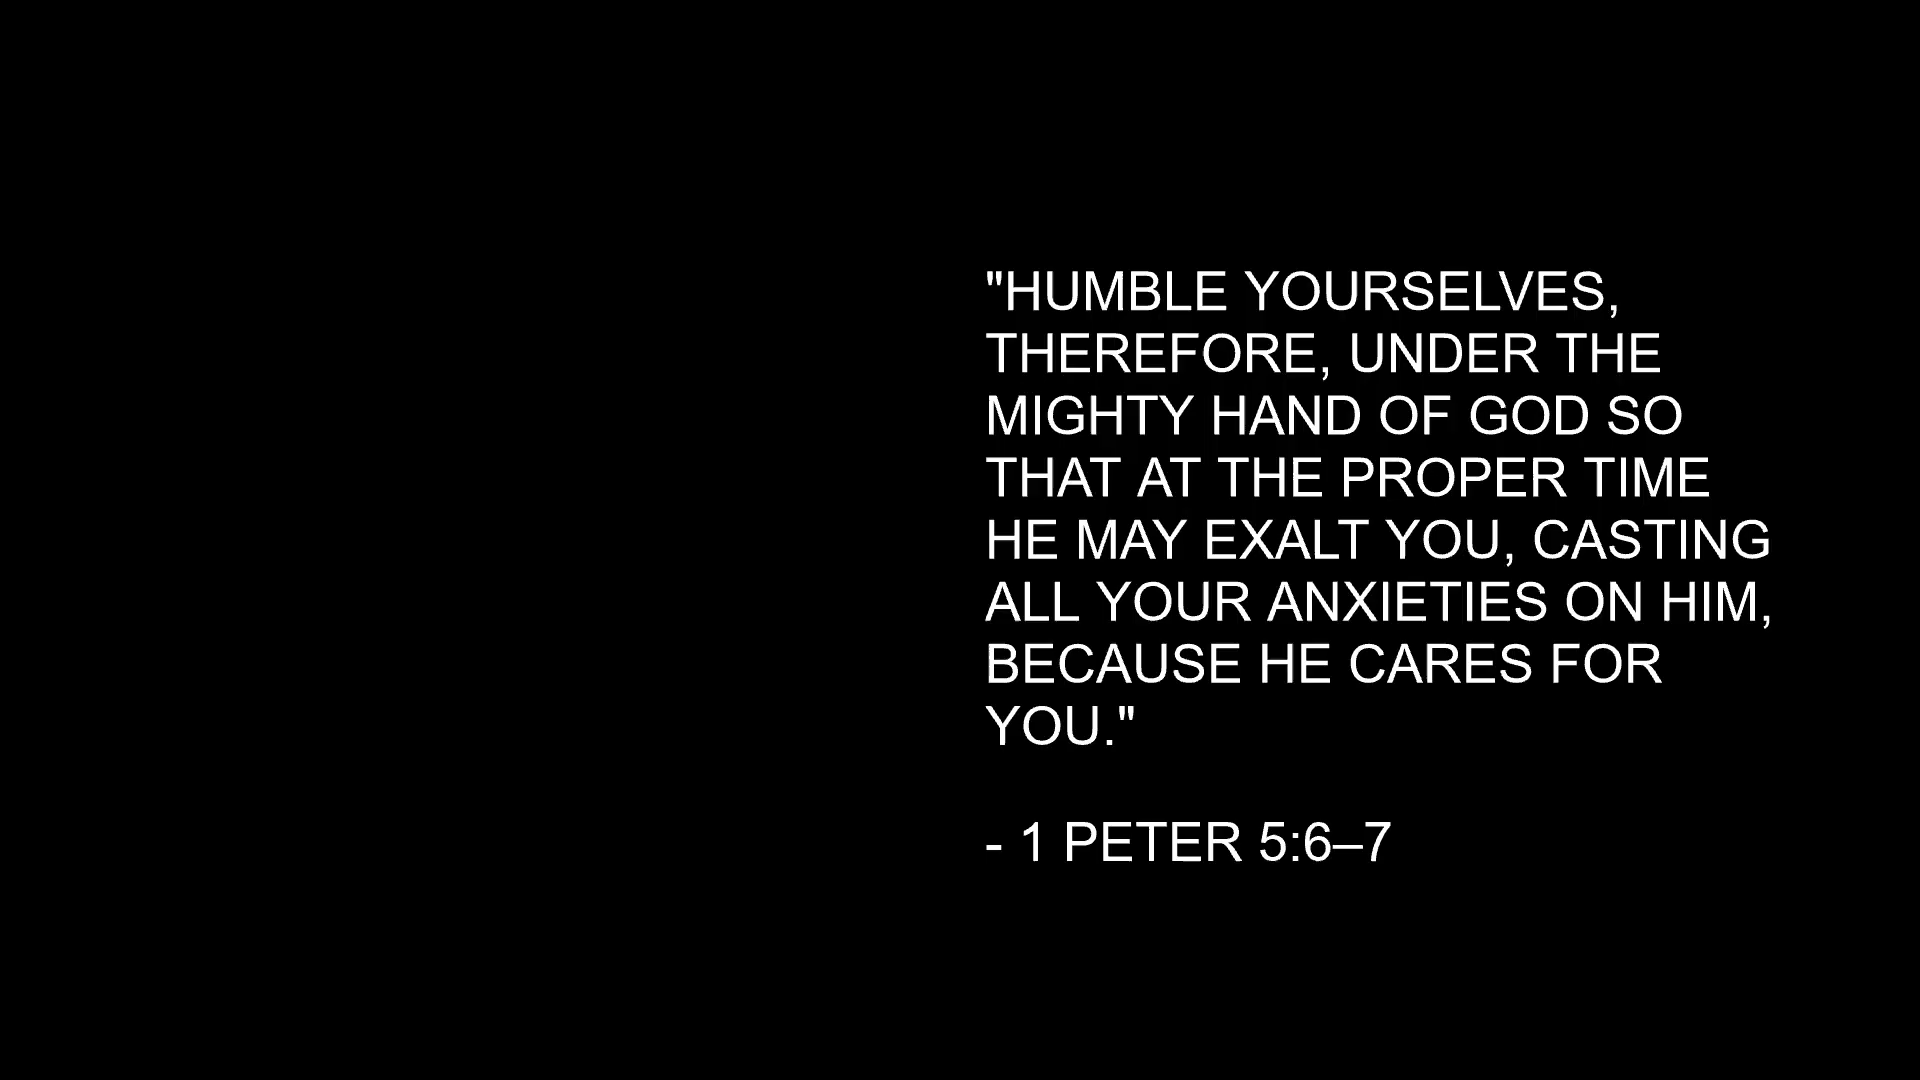 "HUMBLE YOURSELVES,
THEREFORE, UNDER THE
MIGHTY HAND OF GOD SO
THAT AT THE PROPER TIME
HE MAY EXALT YOU, CASTING
ALL YOUR ANXIETIES ON HIM,
BECAUSE HE CARES FOR
YOU."
- 1 PETER 5:6–7